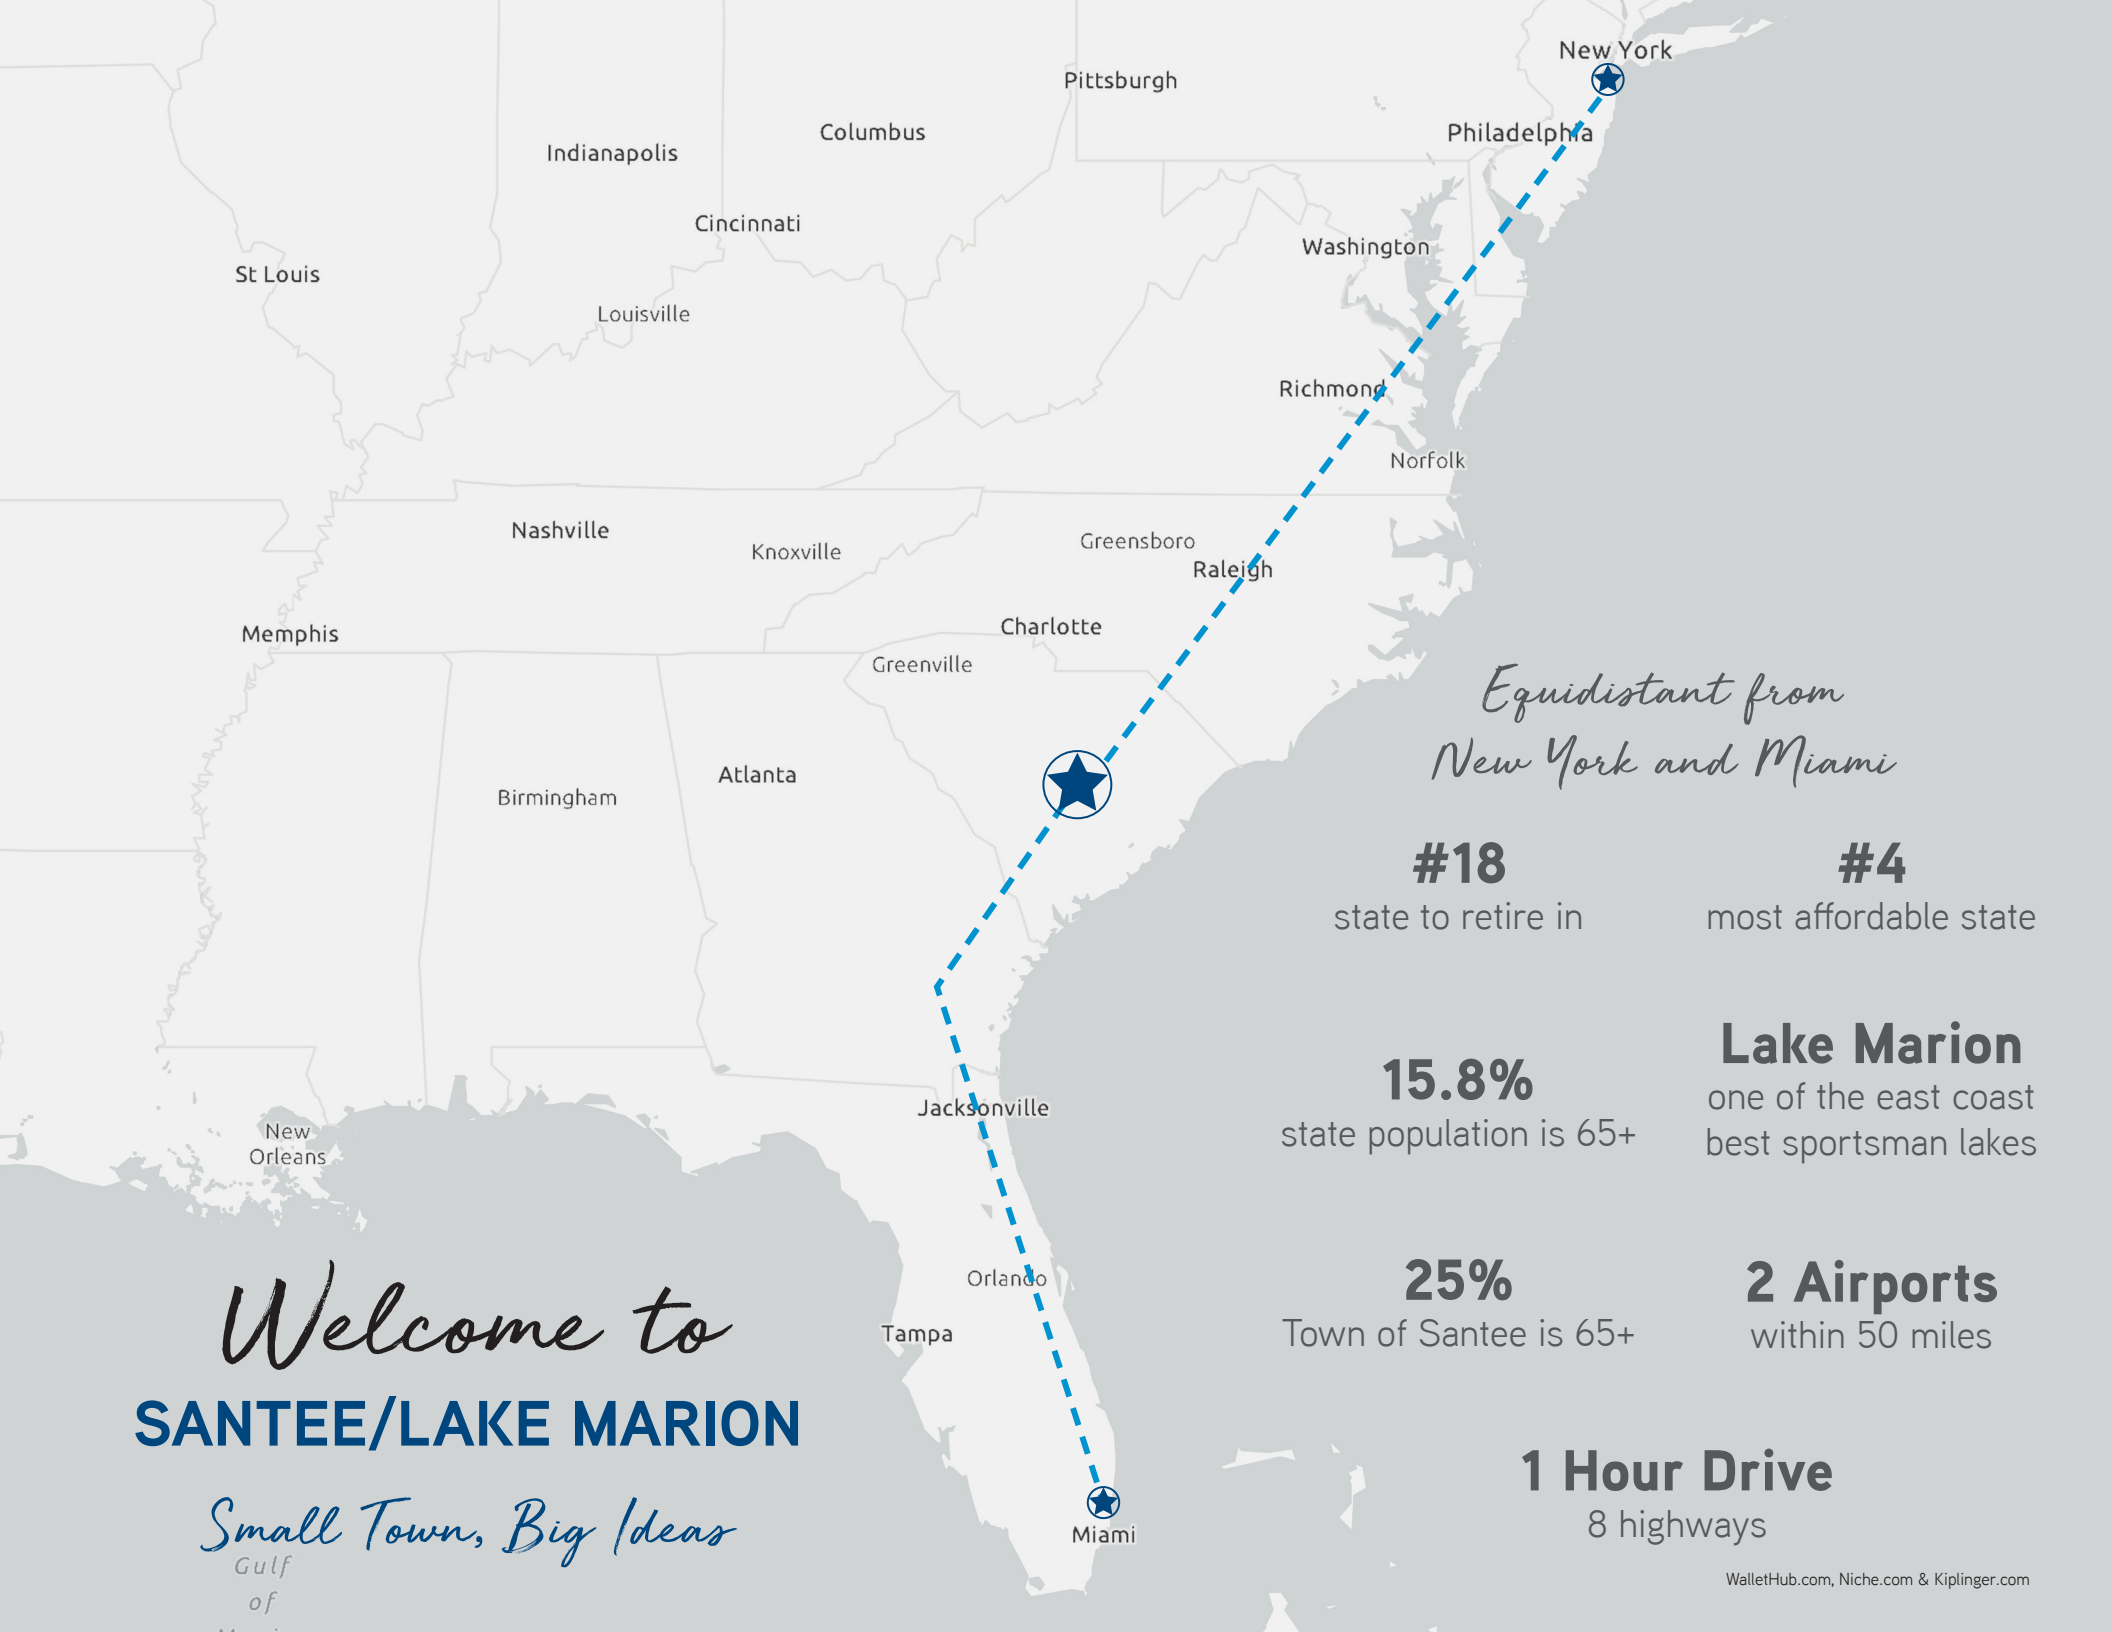 New York
Pittsburgh
Columbus
Philadelphia
Indianapolis
Cincinnati
Washington
St Louis
Louisville
Richmond
Norfolk
Nashville
Knoxville
Greensboro
Raleigh
Memphis
Charlotte
Greenville
Atlanta
Birmingham
Jacksonville
New
Orleans
Orlando
Tampa
Miami
Gulf
of
Equidistant from
New York and Miami
#18
state to retire in
#4
most affordable state
15.8%
state population is 65+
Lake Marion
one of the east coast
best sportsman lakes
25%
Town of Santee is 65+
2 Airports
within 50 miles
1 Hour Drive
8 highways
WalletHub.com, Niche.com & Kiplinger.com
Welcome to
SANTEE/LAKE MARION
Small Town, Big Ideas